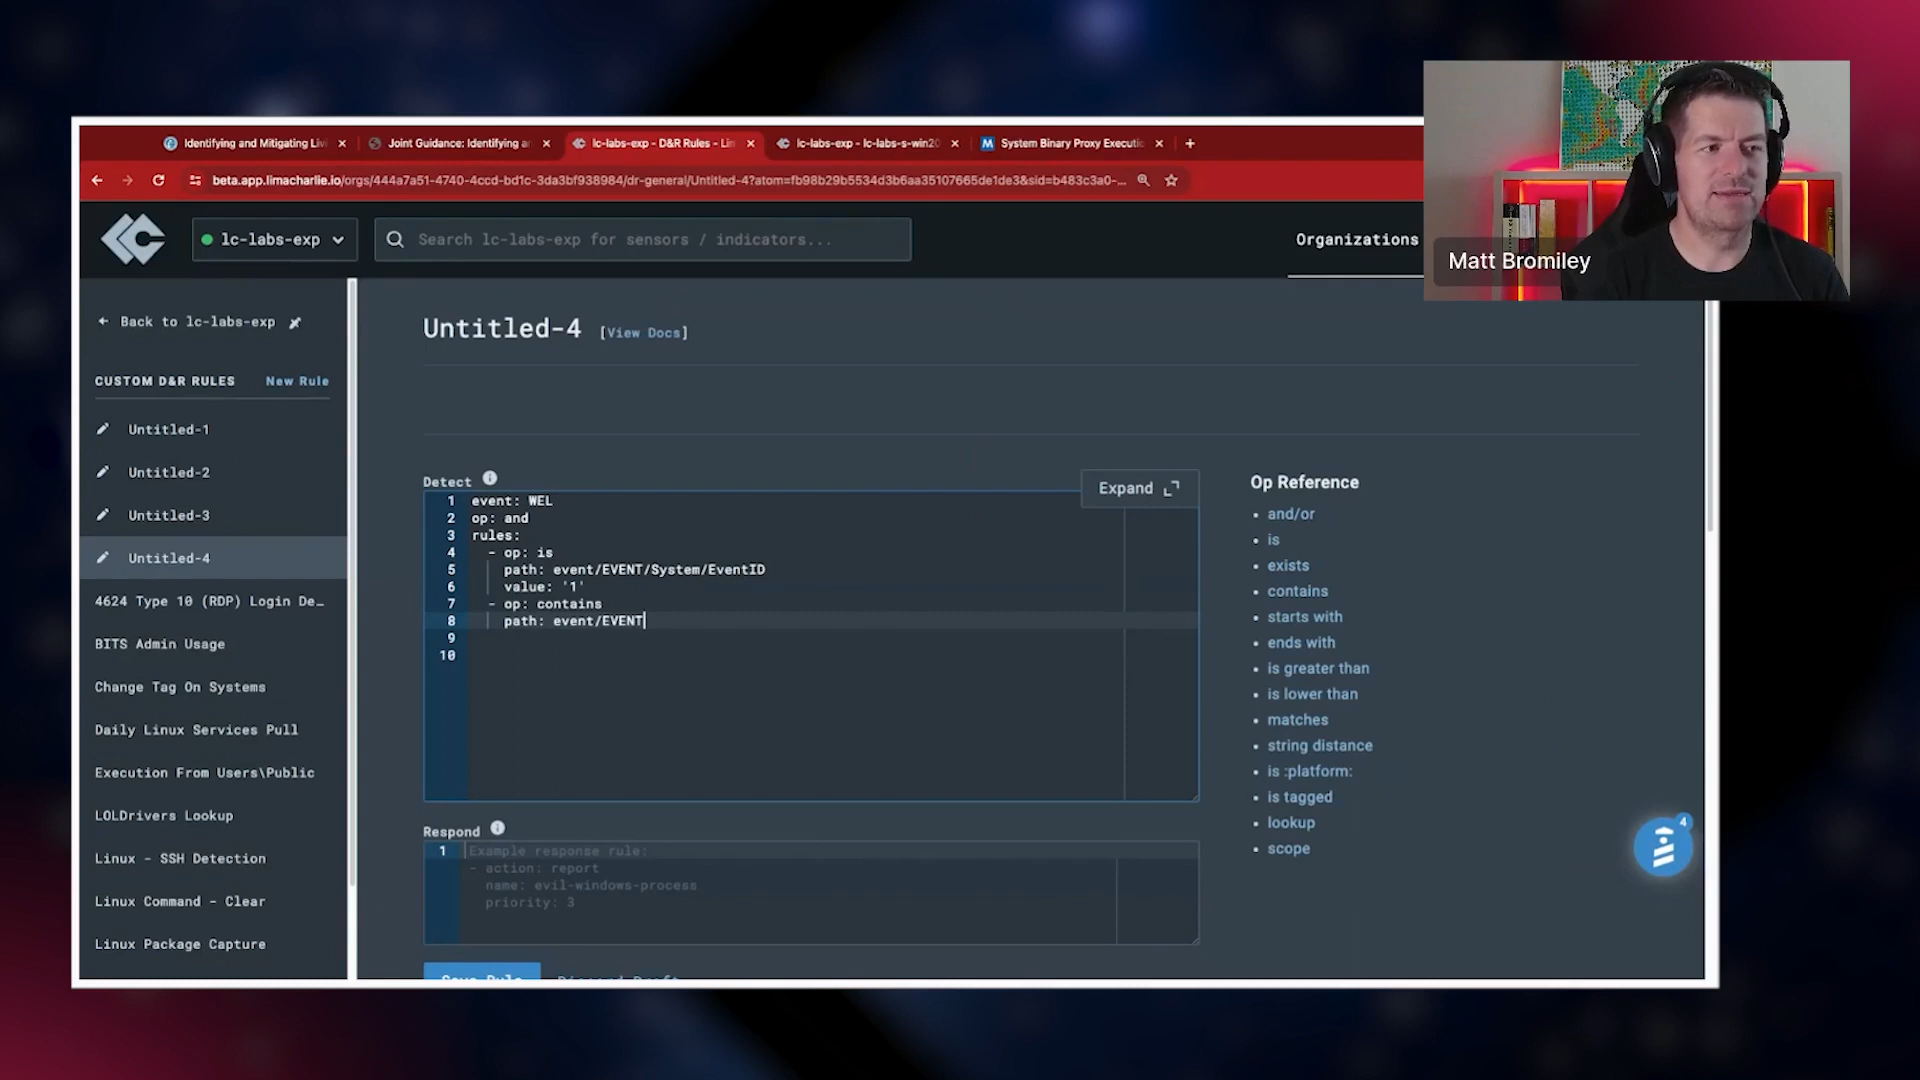 Identifying and Mitigating Livi
Joint Guidance: Identifying a
lc-labs-exp - D&R Rules - Lim
lc-labs-exp - lc-labs-s-win20
System Binary Proxy Executio
beta.app.limacharlie.io/orgs/444a7a51-4740-4ccd-bd1c-3da3bf938984/dr-general/Untitled-4?atom=fb98b29b5534d3b6aa35107665de1de3&sid=b483c3a0-...
lc-labs-exp
Search lc-labs-exp for sensors / indicators...
Organizations
Matt Bromiley
Back to lc-labs-exp
CUSTOM D&R RULES
New Rule
Untitled-1
Untitled-2
Untitled-3
Untitled-4
4624 Type 10 (RDP) Login De…
BITS Admin Usage
Change Tag On Systems
Daily Linux Services Pull
Execution From Users\Public
LOLDrivers Lookup
Linux - SSH Detection
Linux Command - Clear
Linux Package Capture
Untitled-4 [View Docs]
Detect
Expand
1 event: WEL
2 op: and
3 rules:
4 - op: is
5 path: event/EVENT/System/EventID
6 value: '1'
7 - op: contains
8 path: event/EVENT
9
10
Respond
1 Example response rule:
- action: report
name: evil-windows-process
priority: 3
Save Rule
Discard Draft
Op Reference
• and/or
• is
• exists
• contains
• starts with
• ends with
• is greater than
• is lower than
• matches
• string distance
• is :platform:
• is tagged
• lookup
• scope
4